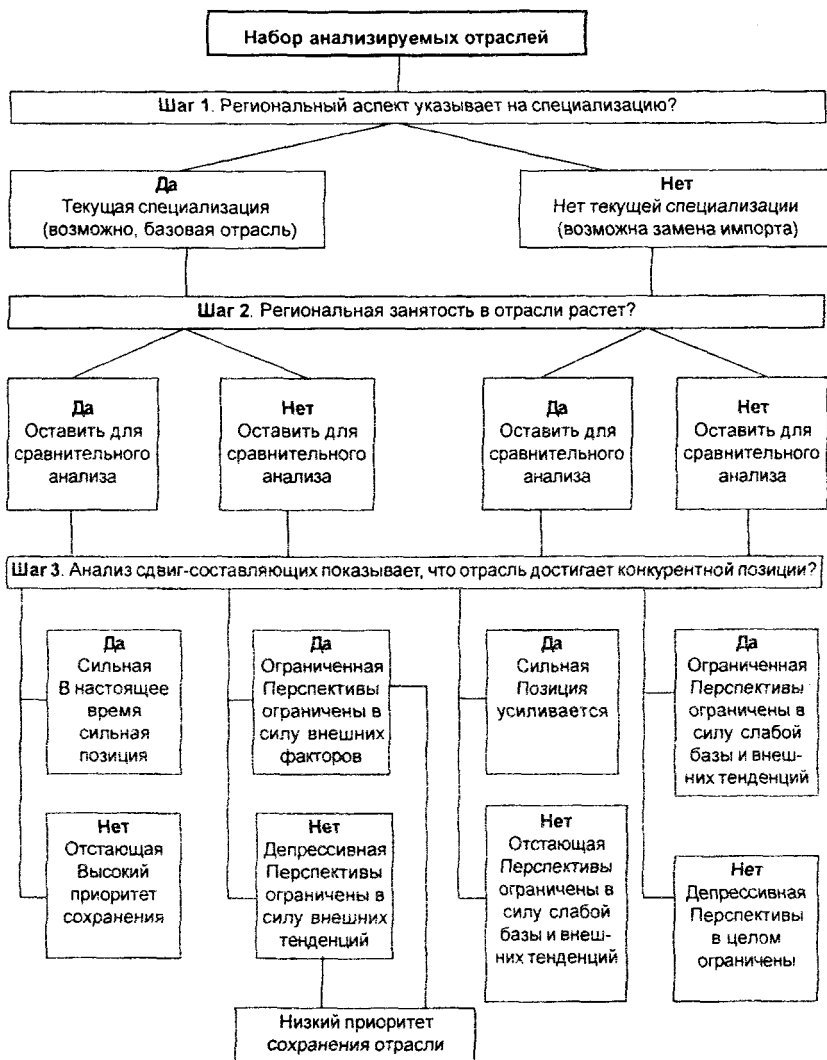 Набор анализируемых отраслей
Шаг 1. Региональный аспект указывает на специализацию?
Да
Текущая специализация
(возможно, базовая отрасль)
Нет
Нет текущей специализации
(возможна замена импорта)
Шаг 2. Региональная занятость в отрасли растет?
Да
Оставить для
сравнительного
анализа
Нет
Оставить для
сравнительного
анализа
Да
Оставить для
сравнительного
анализа
Нет
Оставить для
сравнительного
анализа
Шаг 3. Анализ сдвиг-составляющих показывает, что отрасль достигает конкурентной позиции?
Да
Сильная
В настоящее
время
сильная
позиция
Да
Ограниченная
Перспективы
ограничены в
силу внешних
факторов
Да
Сильная
Позиция
усиливается
Да
Ограниченная
Перспективы
ограничены в
силу слабой
базы и внеш-
них тенденций
Нет
Отстающая
Высокий
приоритет
сохранения
Нет
Депрессивная
Перспективы
ограничены в
силу внешних
тенденций
Нет
Отстающая
Перспективы
ограничены в
силу слабой
базы и внеш-
них тенденций
Нет
Депрессивная
Перспективы
в целом
ограничены
Низкий приоритет
сохранения отрасли